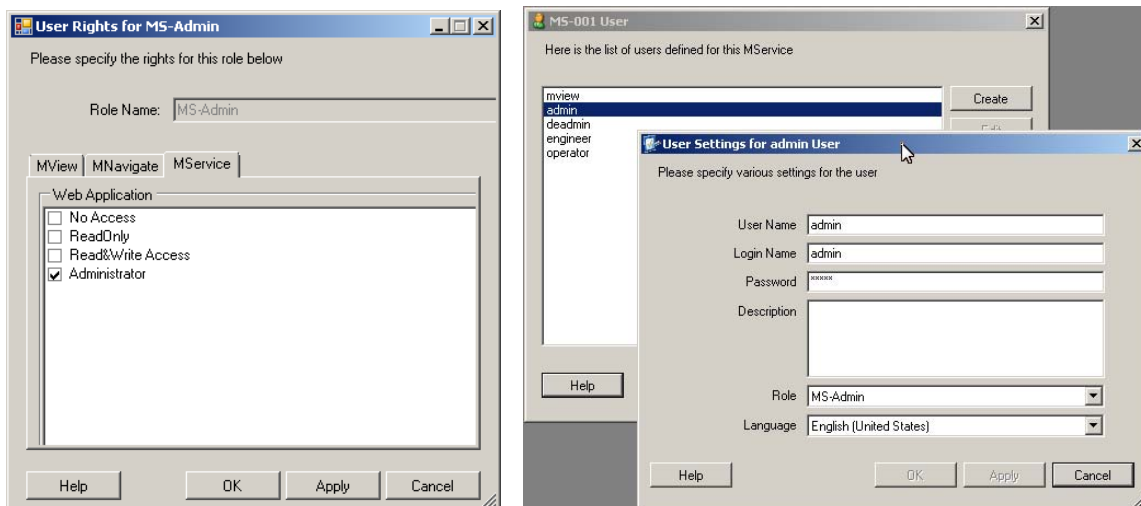 User Rights for MS-Admin
Please specify the rights for this role below
Role Name: MS-Admin
MView MNavigate MService
Web Application
No Access
ReadOnly
Read&Write Access
Administrator
Help OK Apply Cancel
MS-001 User
Here is the list of users defined for this MService
mview
admin
deadmin
engineer
operator
Create
Edit
Help
User Settings for admin User
Please specify various settings for the user
User Name admin
Login Name admin
Password *****
Description
Role MS-Admin
Language English (United States)
Help OK Apply Cancel